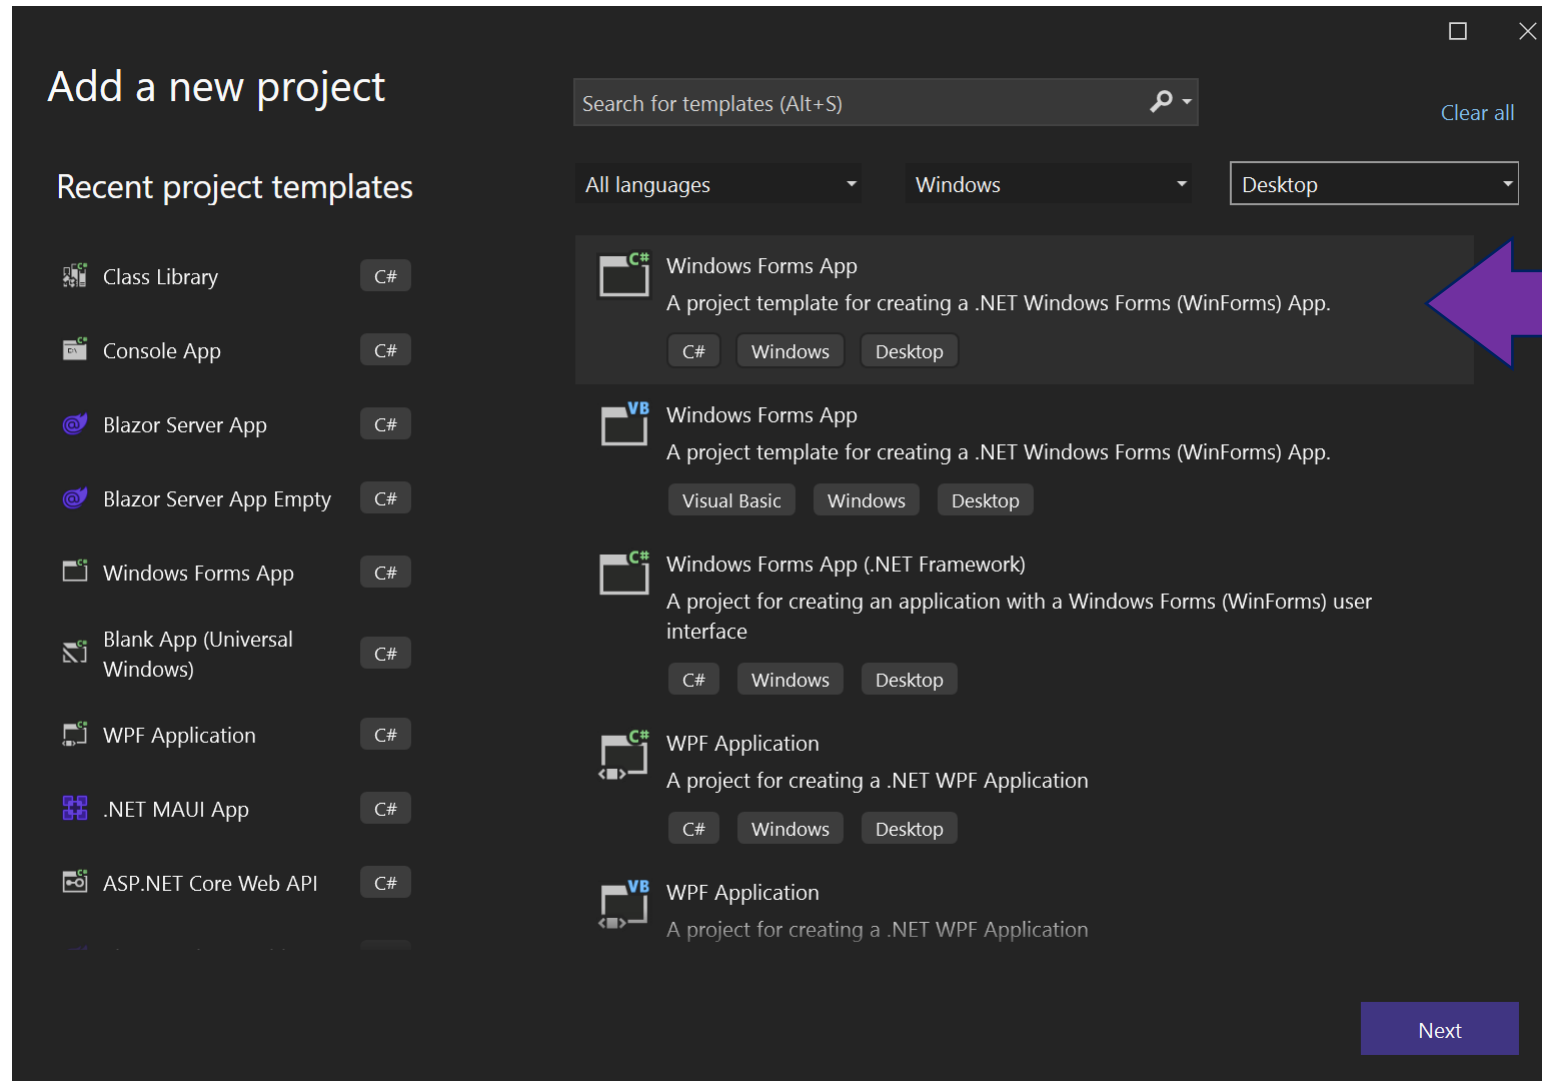 Add a new project
Search for templates (Alt+S)
Clear all
Recent project templates
All languages
Windows
Desktop
Class Library
C#
Console App
C#
Blazor Server App
C#
Blazor Server App Empty
C#
Windows Forms App
C#
Blank App (Universal
Windows)
C#
WPF Application
C#
.NET MAUI App
C#
ASP.NET Core Web API
C#
C#
Windows Forms App
A project template for creating a .NET Windows Forms (WinForms) App.
C#
Windows
Desktop
VB
Windows Forms App
A project template for creating a .NET Windows Forms (WinForms) App.
Visual Basic
Windows
Desktop
C#
Windows Forms App (.NET Framework)
A project for creating an application with a Windows Forms (WinForms) user
interface
C#
Windows
Desktop
C#
WPF Application
A project for creating a .NET WPF Application
C#
Windows
Desktop
VB
WPF Application
A project for creating a .NET WPF Application
Next